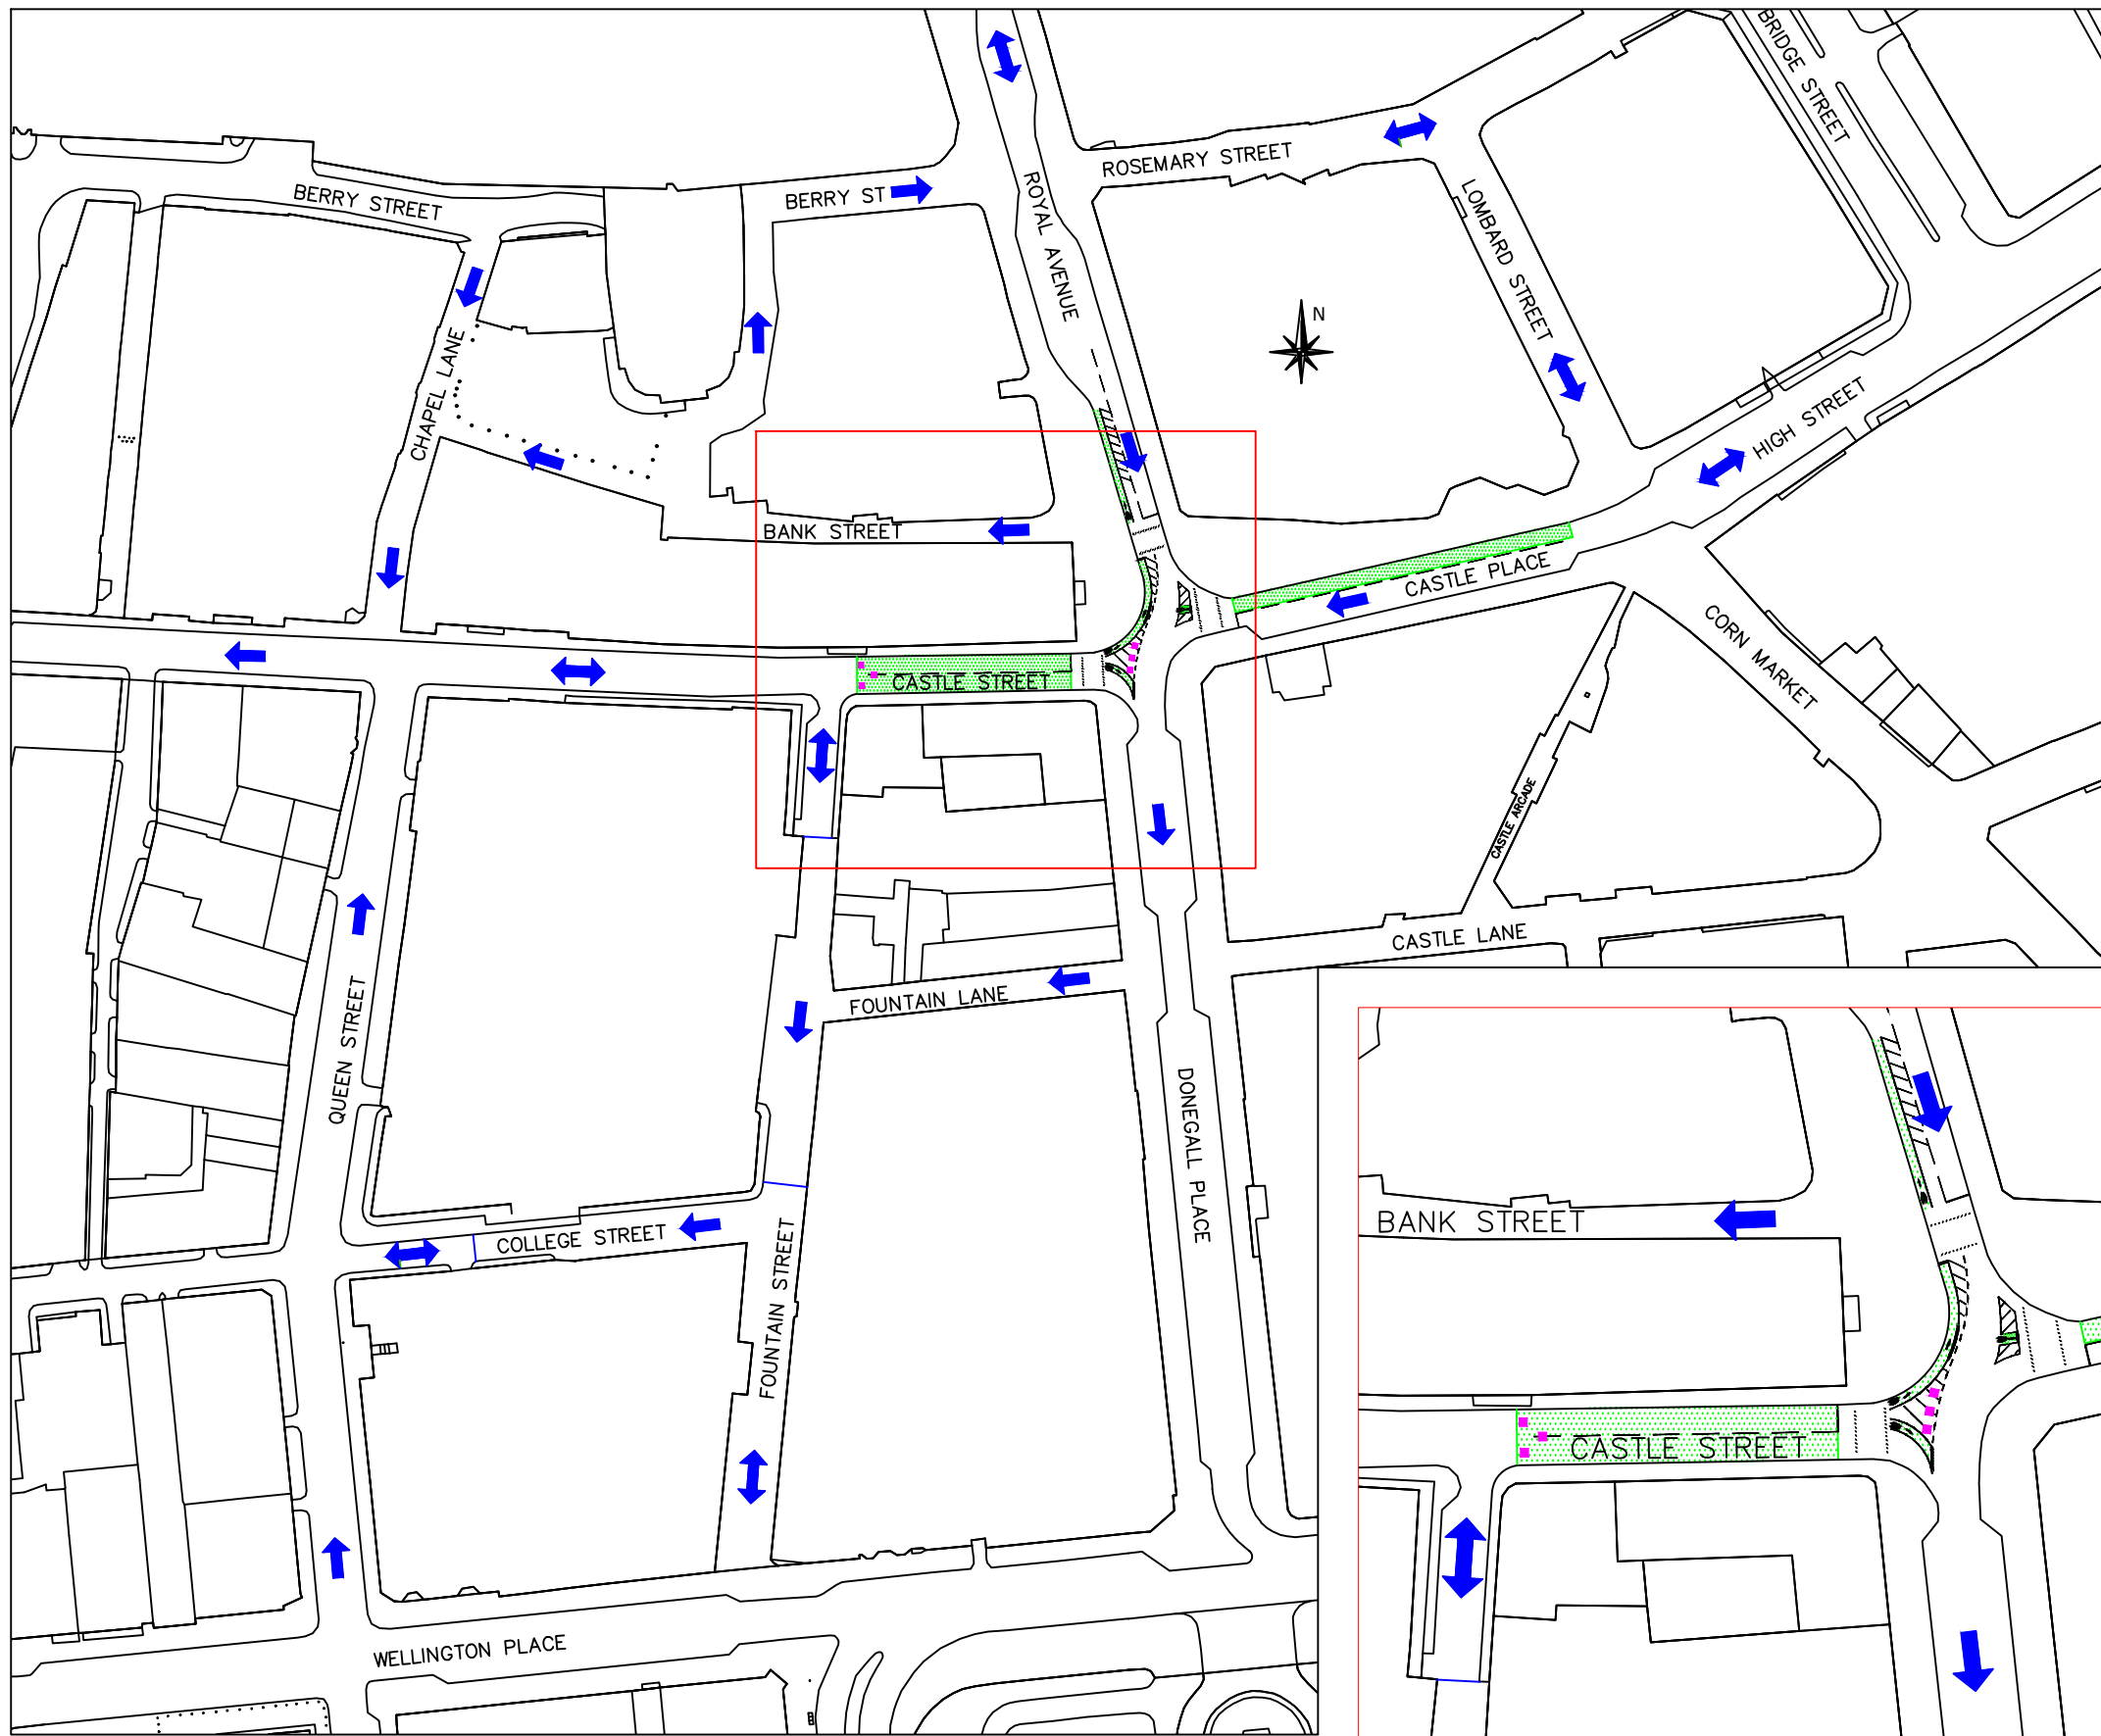 BRIDGE STREET
ROSEMARY STREET
BERRY STREET
BERRY ST
ROYAL AVENUE
LOMBARD STREET
N
CHAPEL LANE
HIGH STREET
BANK STREET
CASTLE PLACE
CASTLE STREET
CORN MARKET
CASTLE ARCADE
CASTLE LANE
FOUNTAIN LANE
QUEEN STREET
DONEGALL PLACE
COLLEGE STREET
FOUNTAIN STREET
WELLINGTON PLACE
BANK STREET
CASTLE STREET